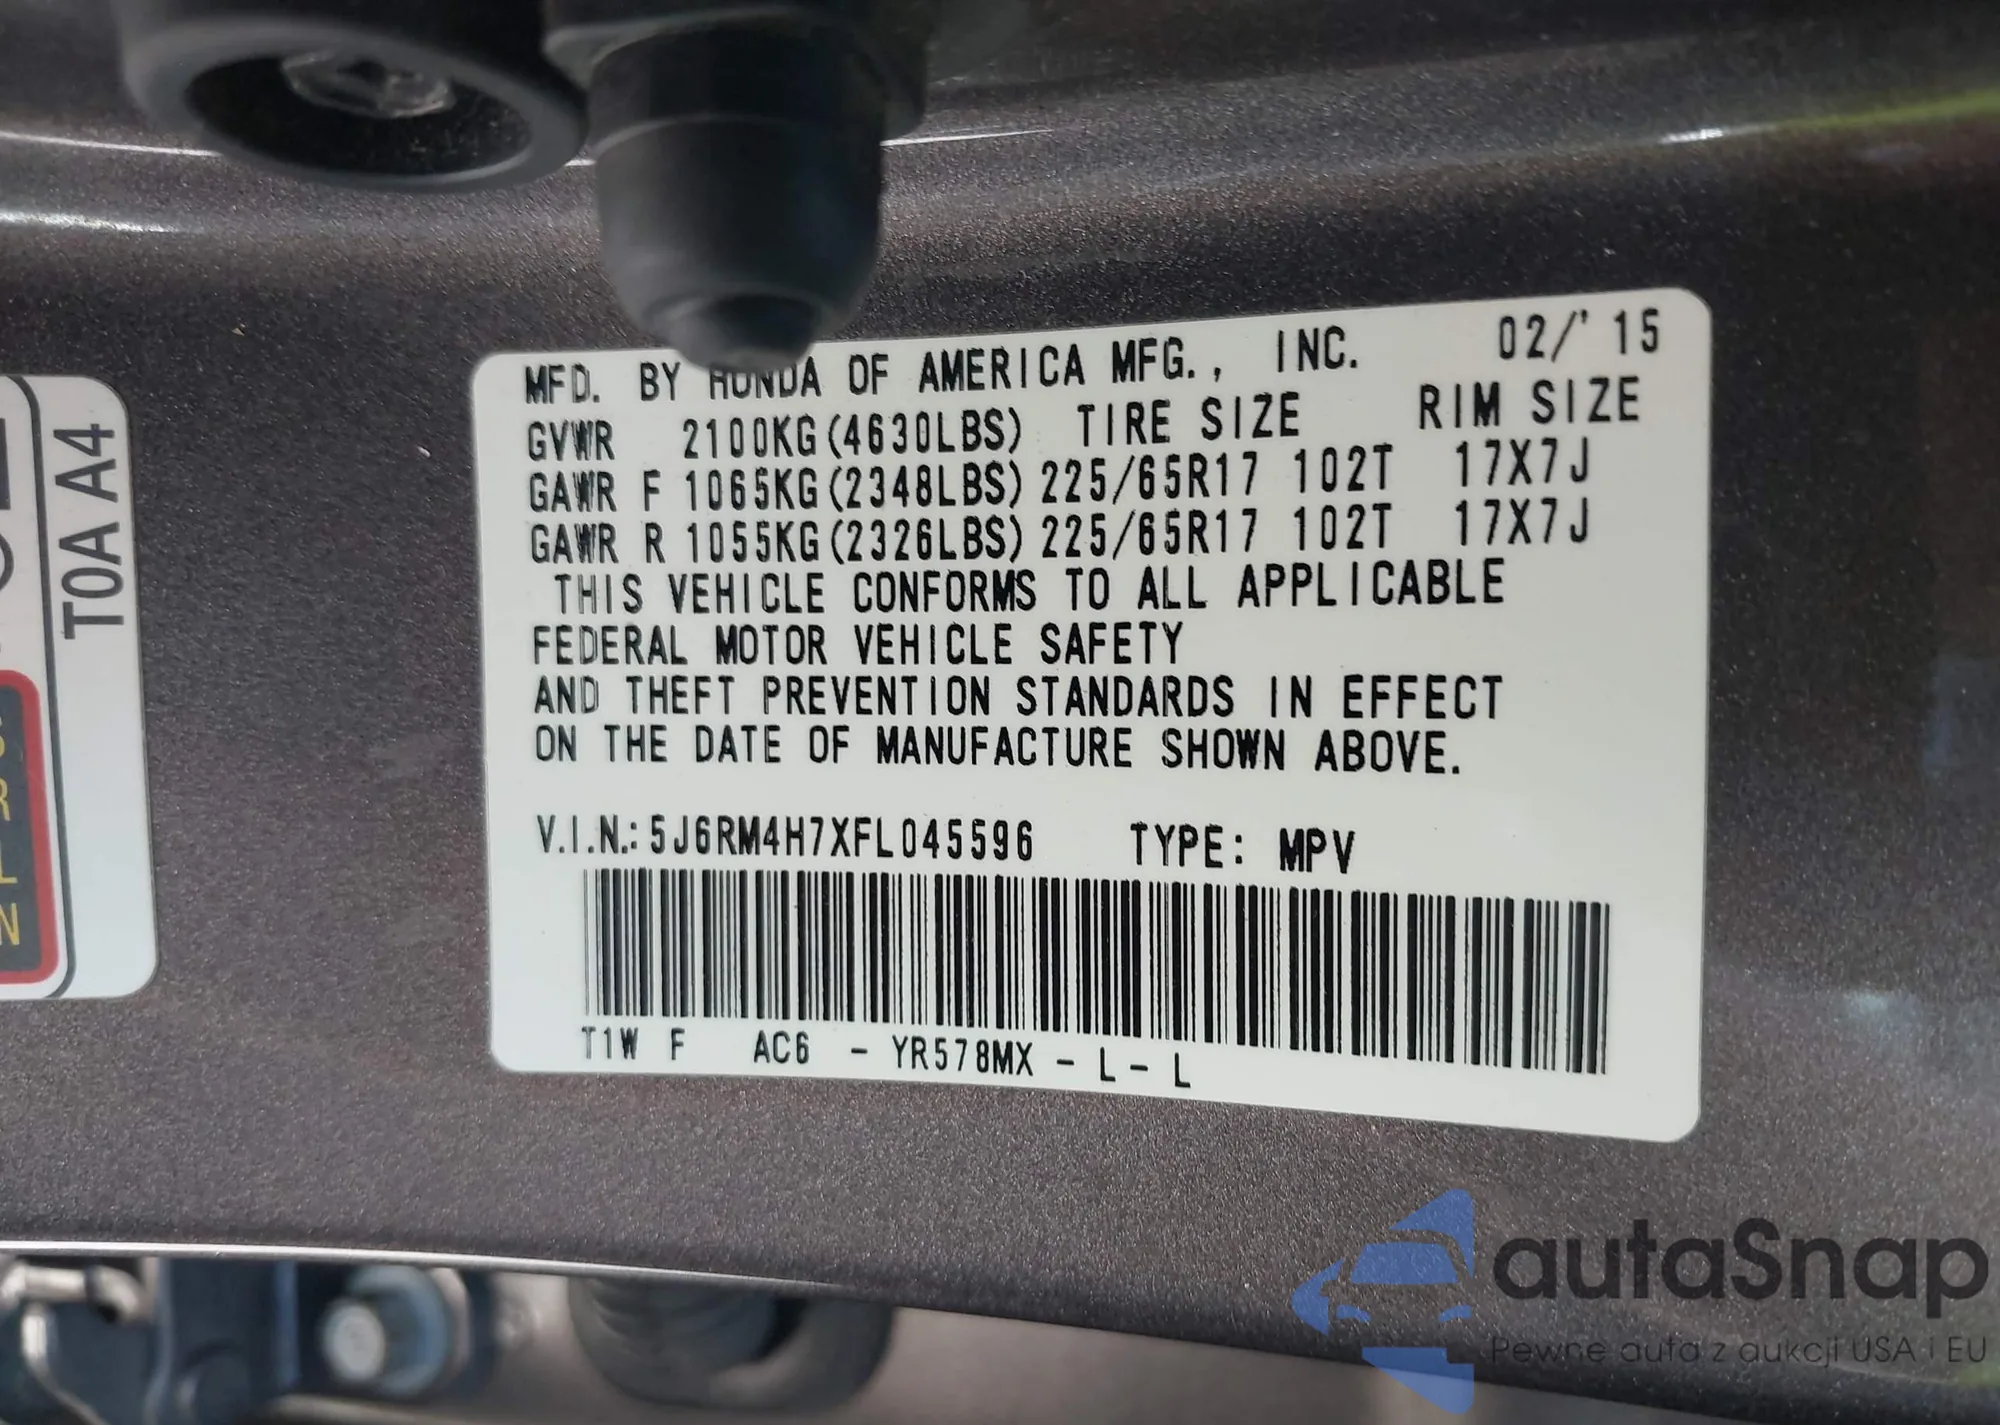 MFD. BY HONDA OF AMERICA MFG., INC. 02/'15
GVWR 2100KG(4630LBS) TIRE SIZE RIM SIZE
GAWR F 1065KG(2348LBS) 225/65R17 102T 17X7J
GAWR R 1055KG(2326LBS) 225/65R17 102T 17X7J
THIS VEHICLE CONFORMS TO ALL APPLICABLE
FEDERAL MOTOR VEHICLE SAFETY
AND THEFT PREVENTION STANDARDS IN EFFECT
ON THE DATE OF MANUFACTURE SHOWN ABOVE.
V.I.N.: 5J6RM4H7XFL045596 TYPE: MPV
T1W F AC6 - YR578MX - L - L
T0A A4
autaSnap
Pewne auta z aukcji USA i EU